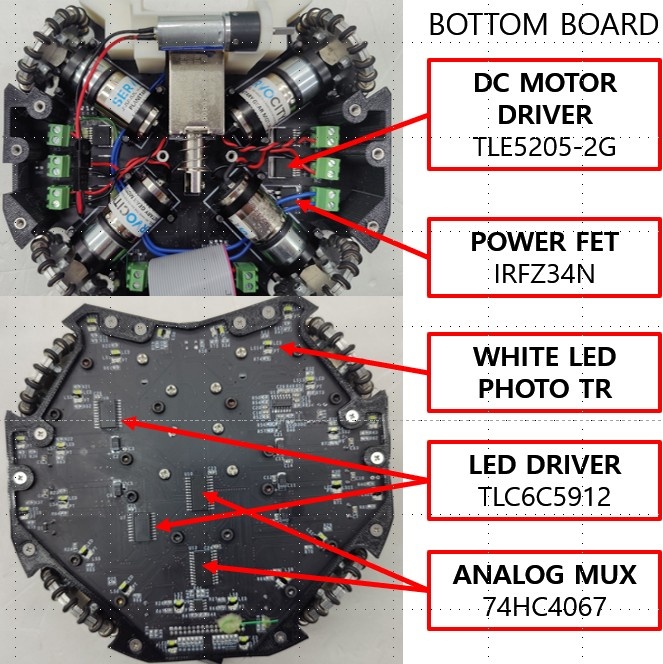 BOTTOM BOARD
DC MOTOR
DRIVER
TLE5205-2G
POWER FET
IRFZ34N
WHITE LED
PHOTO TR
LED DRIVER
TLC6C5912
ANALOG MUX
74HC4067